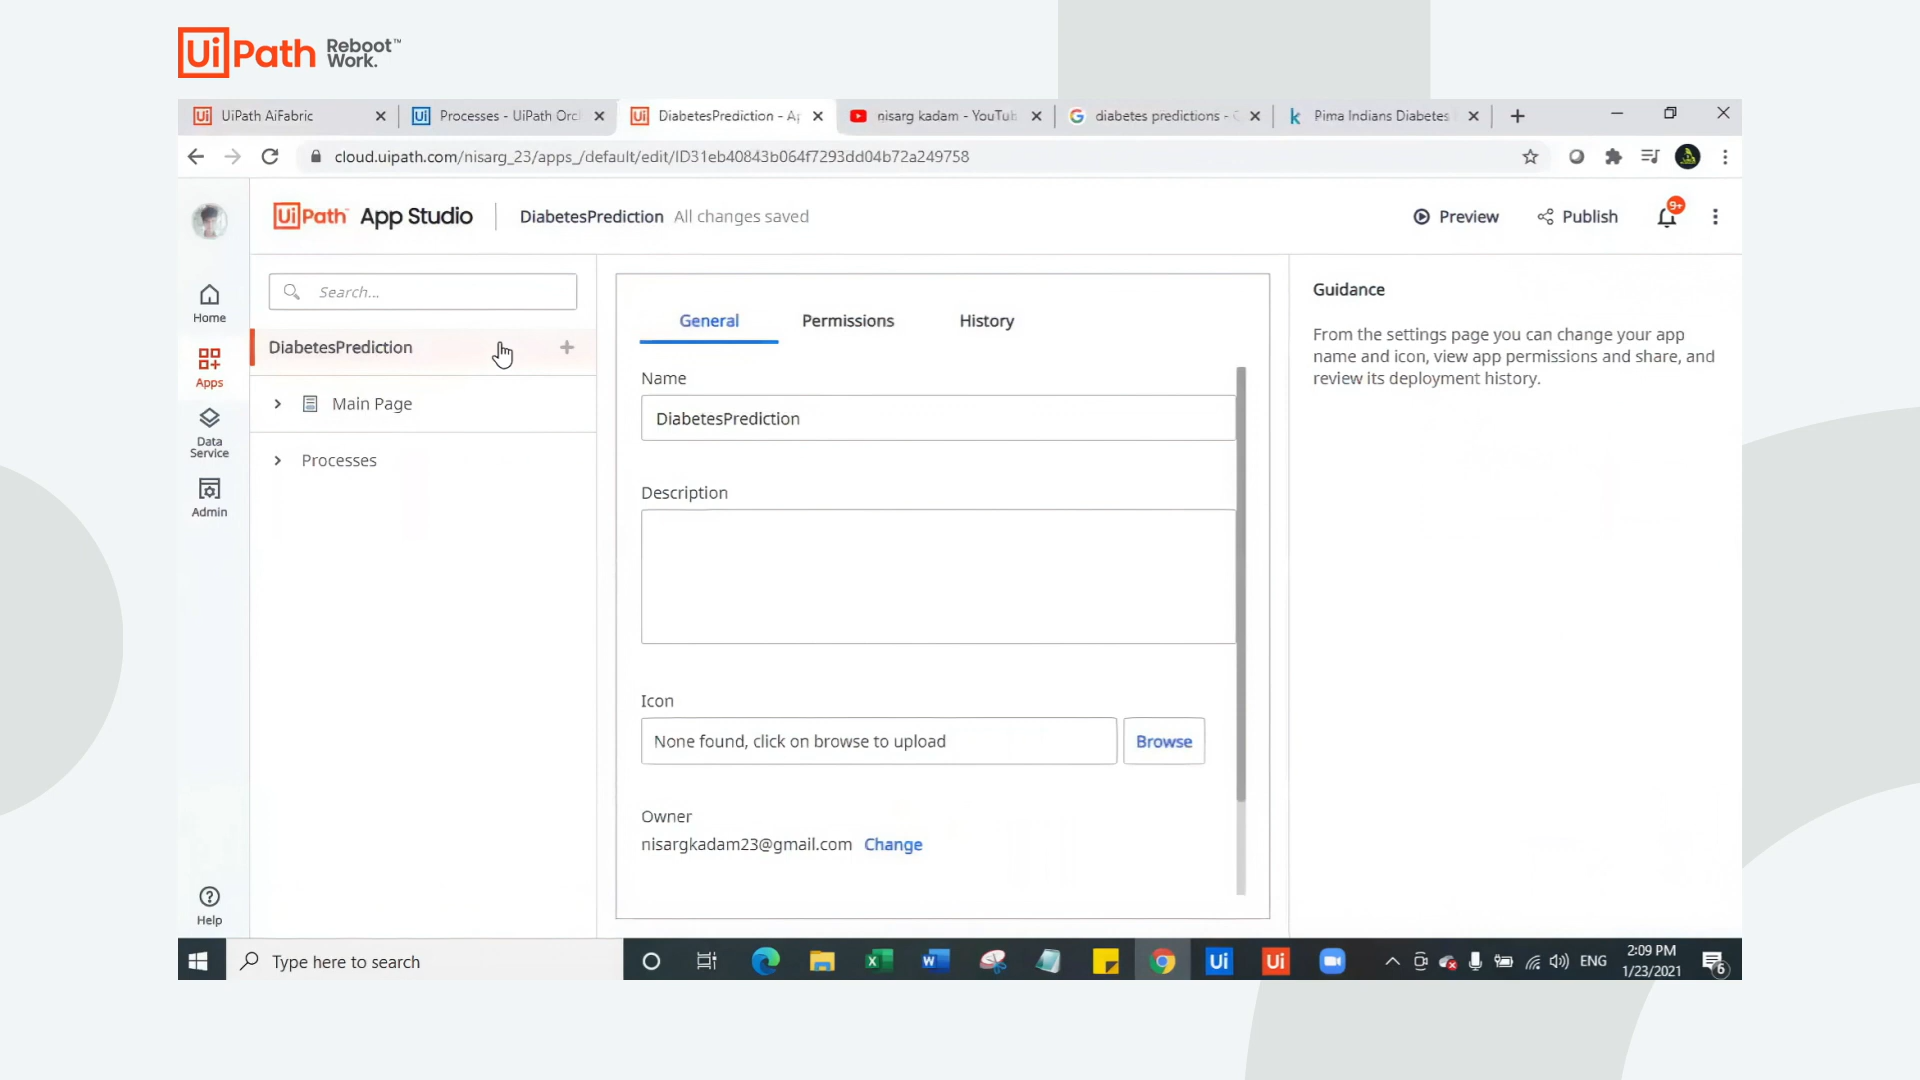 UiPath Reboot Work.™
UiPath AiFabric
Processes - UiPath Orc
DiabetesPrediction - Ap
nisarg kadam - YouTub
diabetes predictions -
Pima Indians Diabetes
cloud.uipath.com/nisarg_23/apps_/default/edit/ID31eb40843b064f7293dd04b72a249758
UiPath App Studio
DiabetesPrediction All changes saved
Preview
Publish
9+
Home
Apps
Data
Service
Admin
Help
Search...
DiabetesPrediction
Main Page
Processes
General
Permissions
History
Name
DiabetesPrediction
Description
Icon
None found, click on browse to upload
Browse
Owner
nisargkadam23@gmail.com Change
Guidance
From the settings page you can change your app
name and icon, view app permissions and share, and
review its deployment history.
Type here to search
ENG
2:09 PM
1/23/2021
6